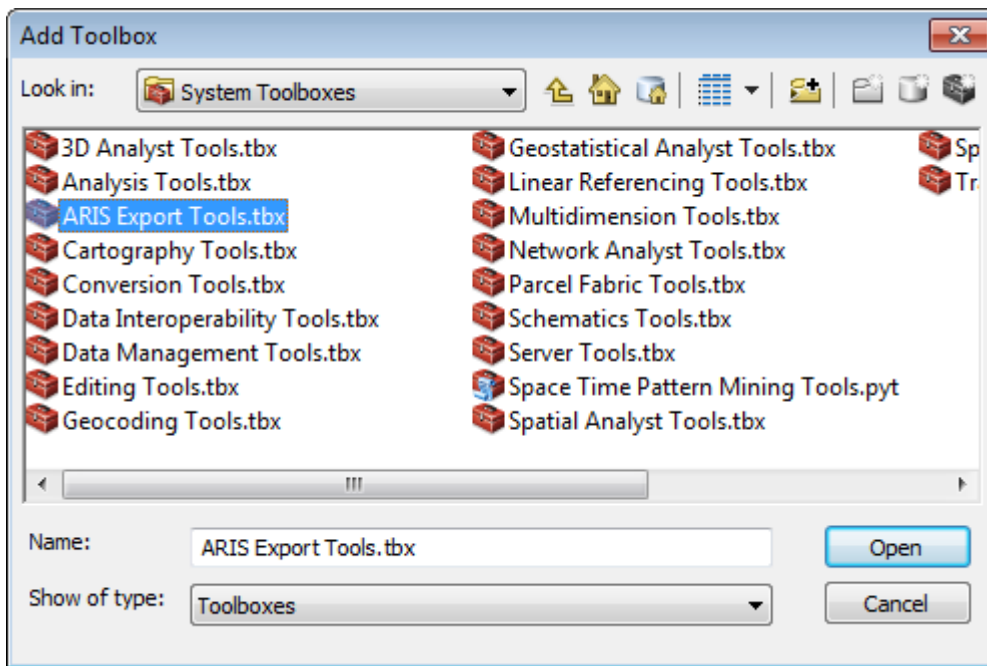 Add Toolbox
Look in:
System Toolboxes
3D Analyst Tools.tbx
Analysis Tools.tbx
ARIS Export Tools.tbx
Cartography Tools.tbx
Conversion Tools.tbx
Data Interoperability Tools.tbx
Data Management Tools.tbx
Editing Tools.tbx
Geocoding Tools.tbx
Geostatistical Analyst Tools.tbx
Linear Referencing Tools.tbx
Multidimension Tools.tbx
Network Analyst Tools.tbx
Parcel Fabric Tools.tbx
Schematics Tools.tbx
Server Tools.tbx
Space Time Pattern Mining Tools.pyt
Spatial Analyst Tools.tbx
Name:
ARIS Export Tools.tbx
Open
Show of type:
Toolboxes
Cancel